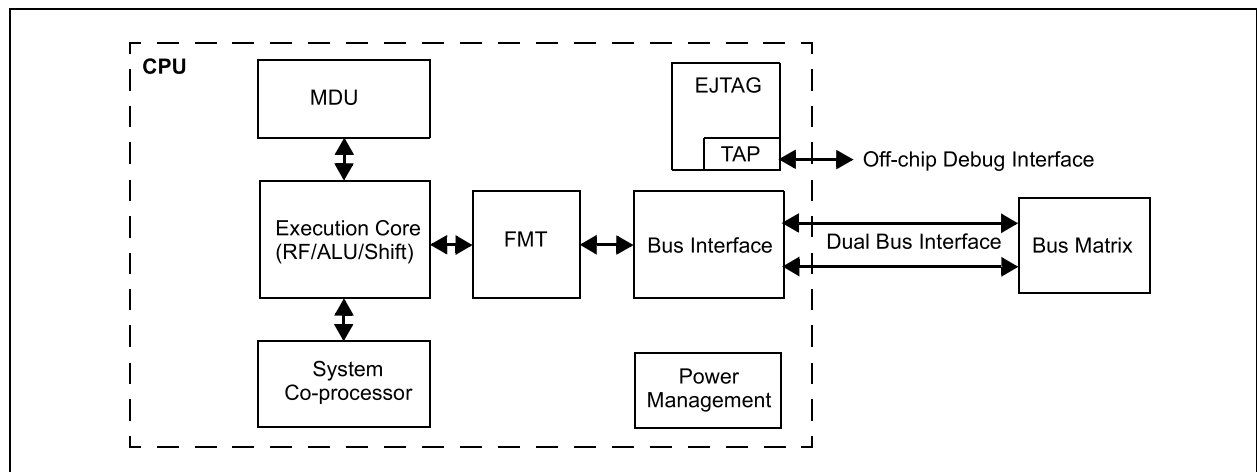 CPU
MDU
EJTAG
TAP
Off-chip Debug Interface
Execution Core
(RF/ALU/Shift)
FMT
Bus Interface
Dual Bus Interface
Bus Matrix
System
Co-processor
Power
Management